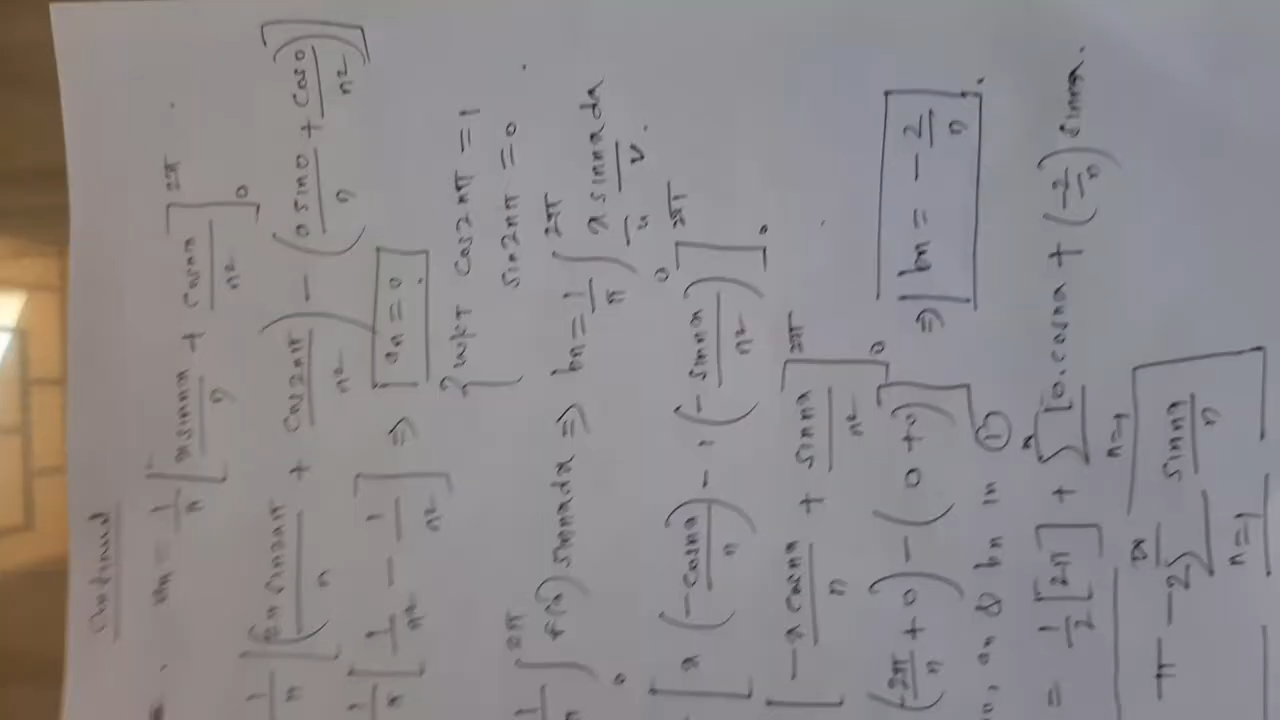 Continued
an = 1/π [x sin nx/n + cos nx/n²]₀^2π
1/π [(2π sin 2nπ/n + cos 2nπ/n²) - (0 sin 0/n + cos 0/n²)]
1/π [1/n² - 1/n²] ⇒ an = 0
{ WKT cos 2nπ = 1
sin 2nπ = 0
1/π ∫₀^2π f(x) sin nx dx ⇒ bn = 1/π ∫₀^2π x sin nx dx
u v
[x (-cos nx/n) - 1 (-sin nx/n²)]₀^2π
[-x cos nx/n + sin nx/n²]₀^2π
(-2π/n + 0) - (0 + 0)] ⇒ bn = -2/n
an & bn in ①
= 1/2 [2π] + ∑ n=1 [0. cos nx + (-2/n) sin nx.
π - 2 ∑ n=1 ^∞ sin nx/n